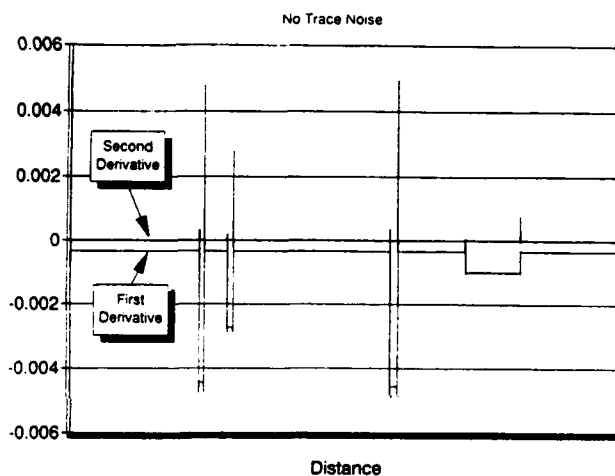 No Trace Noise
0.006
0.004
0.002
0
-0.002
-0.004
-0.006
Second
Derivative
First
Derivative
Distance